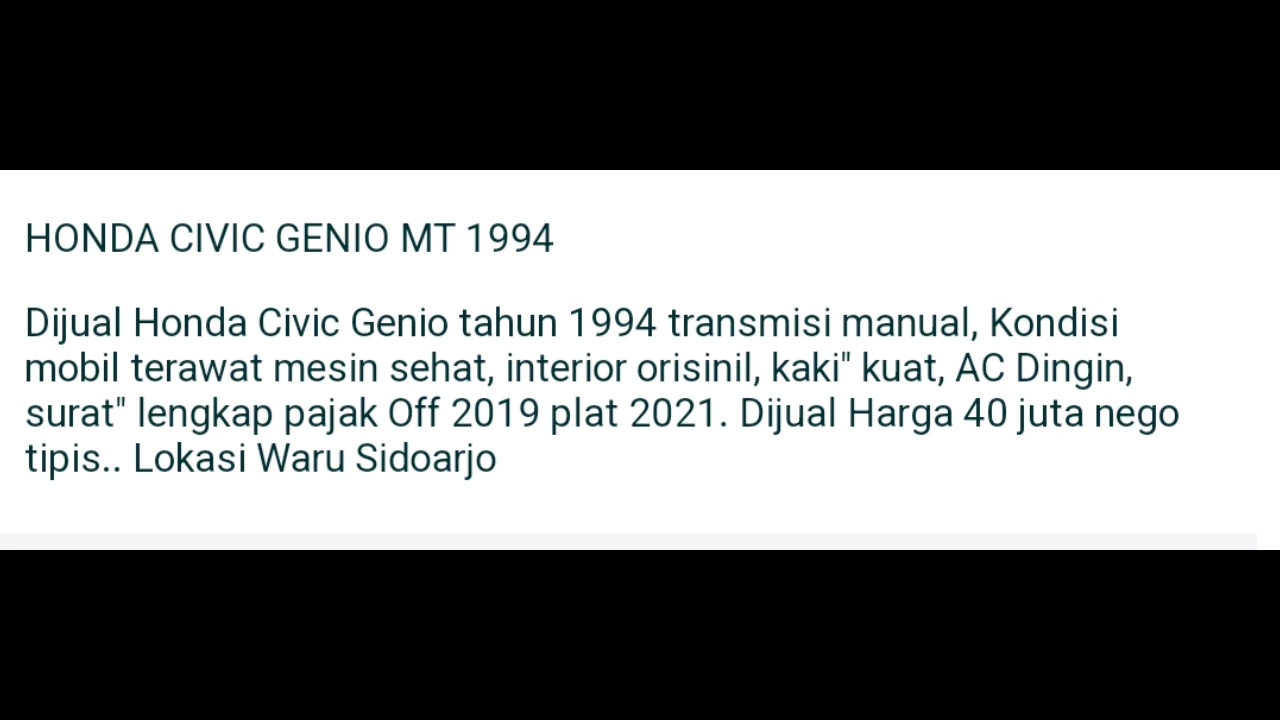 HONDA CIVIC GENIO MT 1994
Dijual Honda Civic Genio tahun 1994 transmisi manual, Kondisi
mobil terawat mesin sehat, interior orisinil, kaki" kuat, AC Dingin,
surat" lengkap pajak Off 2019 plat 2021. Dijual Harga 40 juta nego
tipis.. Lokasi Waru Sidoarjo